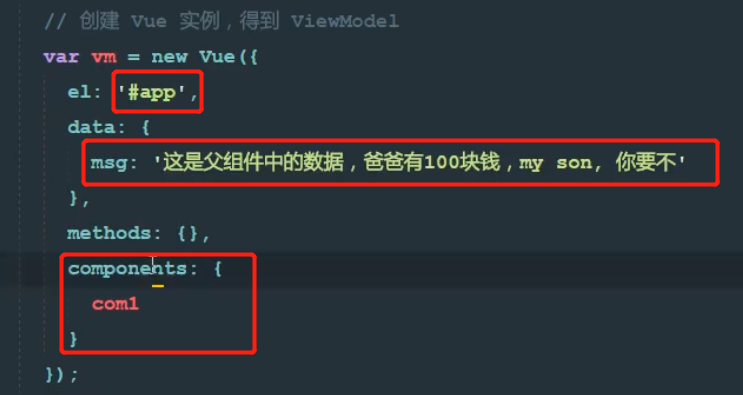 // 创建 Vue 实例，得到 ViewModel
var vm = new Vue({
el: '#app',
data: {
msg: '这是父组件中的数据，爸爸有100块钱，my son, 你要不'
},
methods: {},
components: {
com1
}
});